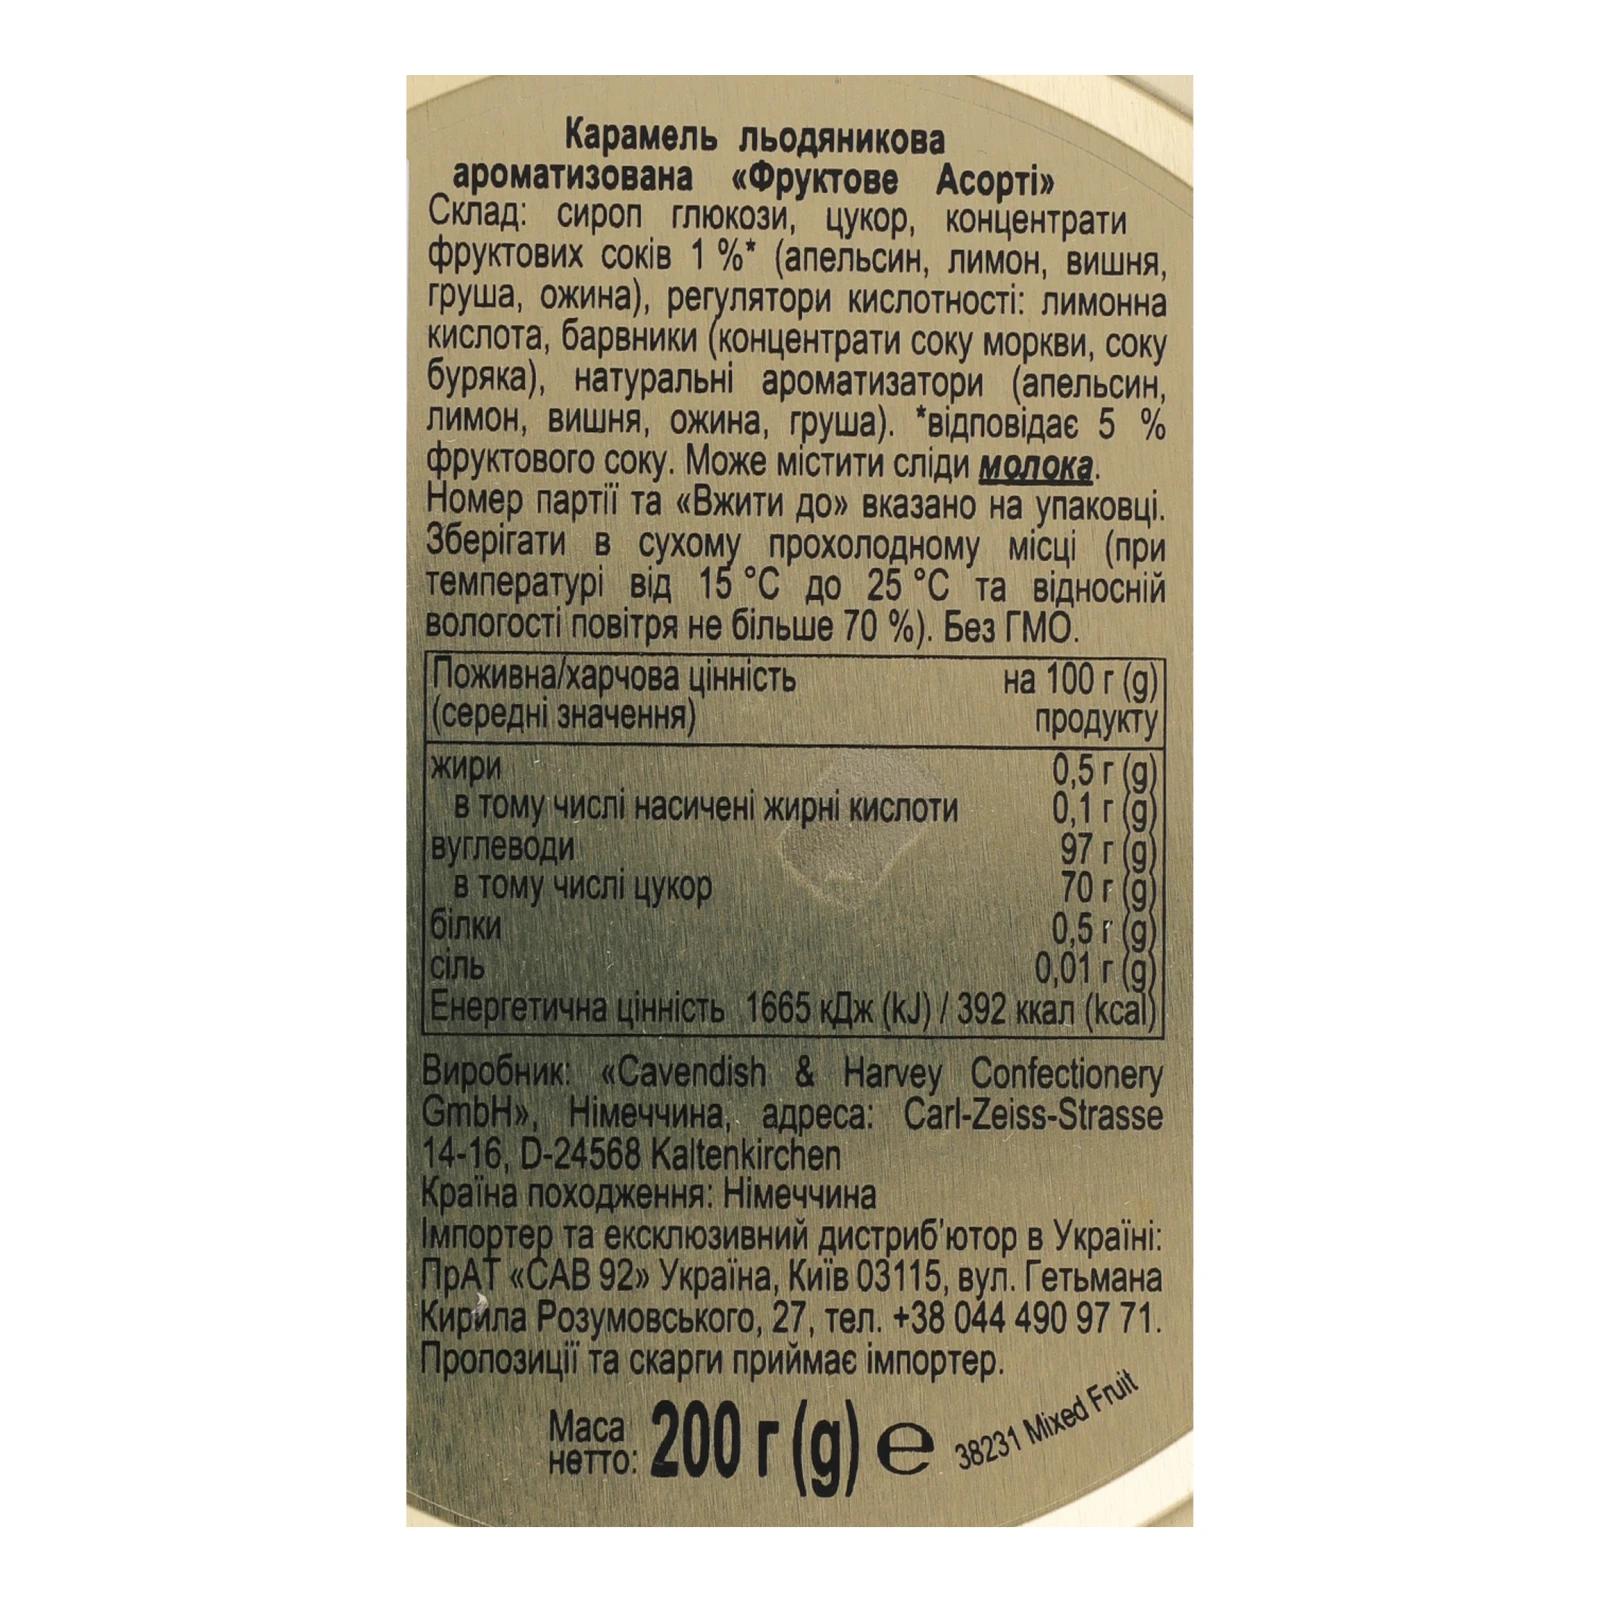 Карамель льодяникова
ароматизована «Фруктове Асорті»
Склад: сироп глюкози, цукор, концентрати
фруктових соків 1 %* (апельсин, лимон, вишня,
груша, ожина), регулятори кислотності: лимонна
кислота, барвники (концентрати соку моркви, соку
буряка), натуральні ароматизатори (апельсин,
лимон, вишня, ожина, груша). *відповідає 5 %
фруктового соку. Може містити сліди молока.
Номер партії та «Вжити до» вказано на упаковці.
Зберігати в сухому прохолодному місці (при
температурі від 15 °C до 25 °C та відносній
вологості повітря не більше 70 %). Без ГМО.
Поживна/харчова цінність на 100 г (g)
(середні значення) продукту
жири 0,5 г (g)
в тому числі насичені жирні кислоти 0,1 г (g)
вуглеводи 97 г (g)
в тому числі цукор 70 г (g)
білки 0,5 г (g)
сіль 0,01 г (g)
Енергетична цінність 1665 кДж (kJ) / 392 ккал (kcal)
Виробник: «Cavendish & Harvey Confectionery
GmbH», Німеччина, адреса: Carl-Zeiss-Strasse
14-16, D-24568 Kaltenkirchen
Країна походження: Німеччина
Імпортер та ексклюзивний дистриб'ютор в Україні:
ПрАТ «САВ 92» Україна, Київ 03115, вул. Гетьмана
Кирила Розумовського, 27, тел. +38 044 490 97 71.
Пропозиції та скарги приймає імпортер.
Маса
нетто: 200 г (g) e
38231 Mixed Fruit